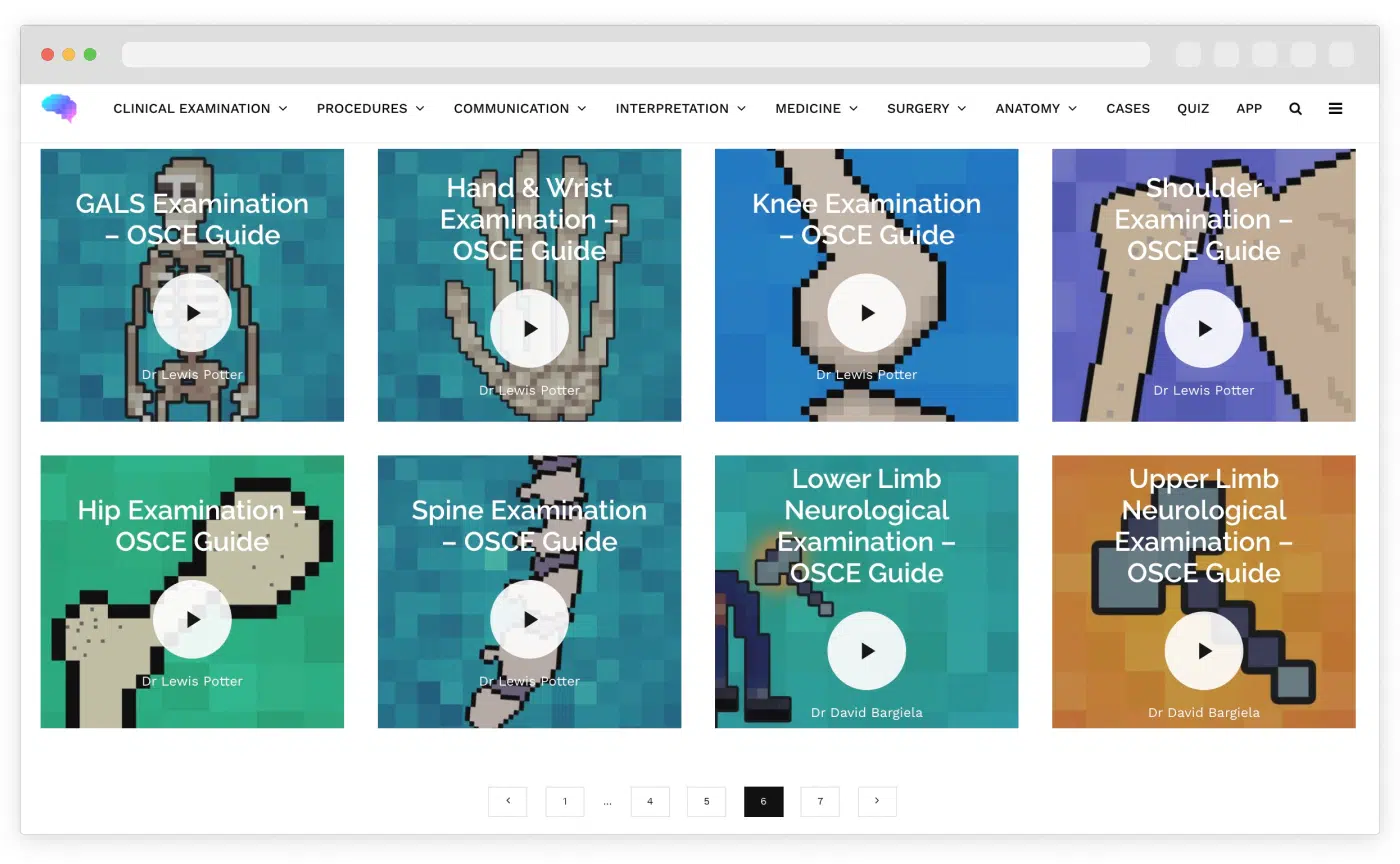 CLINICAL EXAMINATION PROCEDURES COMMUNICATION INTERPRETATION MEDICINE SURGERY ANATOMY CASES QUIZ APP
GALS Examination
– OSCE Guide
Dr Lewis Potter
Hand & Wrist
Examination –
OSCE Guide
Dr Lewis Potter
Knee Examination
– OSCE Guide
Dr Lewis Potter
Shoulder
Examination –
OSCE Guide
Dr Lewis Potter
Hip Examination –
OSCE Guide
Dr Lewis Potter
Spine Examination
– OSCE Guide
Dr Lewis Potter
Lower Limb
Neurological
Examination –
OSCE Guide
Dr David Bargiela
Upper Limb
Neurological
Examination –
OSCE Guide
Dr David Bargiela
‹ 1 ... 4 5 6 7 ›